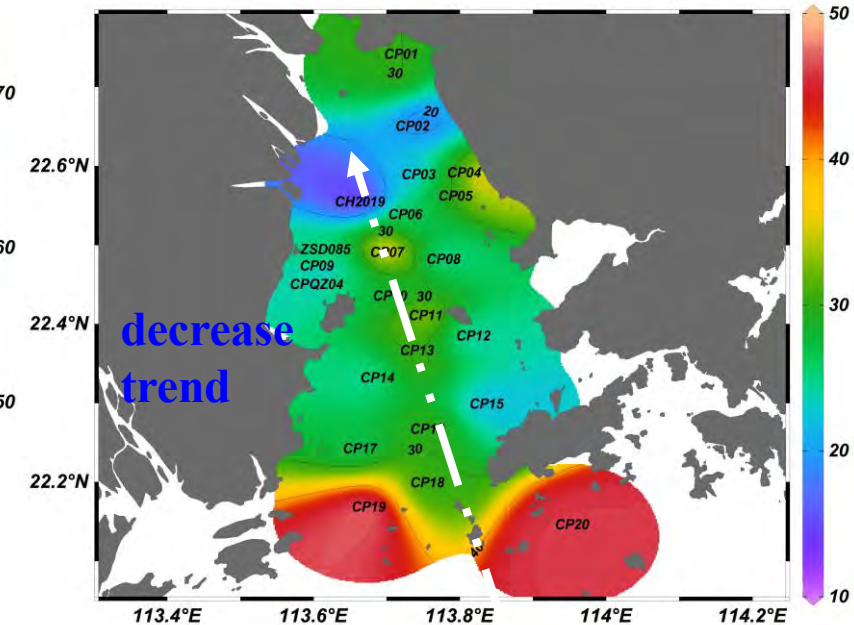 50
CP01
30
70
20
CP02
40
22.6°N
CP03
CP04
CP05
CH2019
CP06
30
60
ZSD085
CP07
CP08
CP09
CPQZ04
30
30
CP11
22.4°N
decrease
CP12
CP13
trend
CP14
50
CP15
CP17
30
20
22.2°N
CP18
CP19
CP20
40
10
113.4°E
113.6°E
113.8°E
114°E
114.2°E